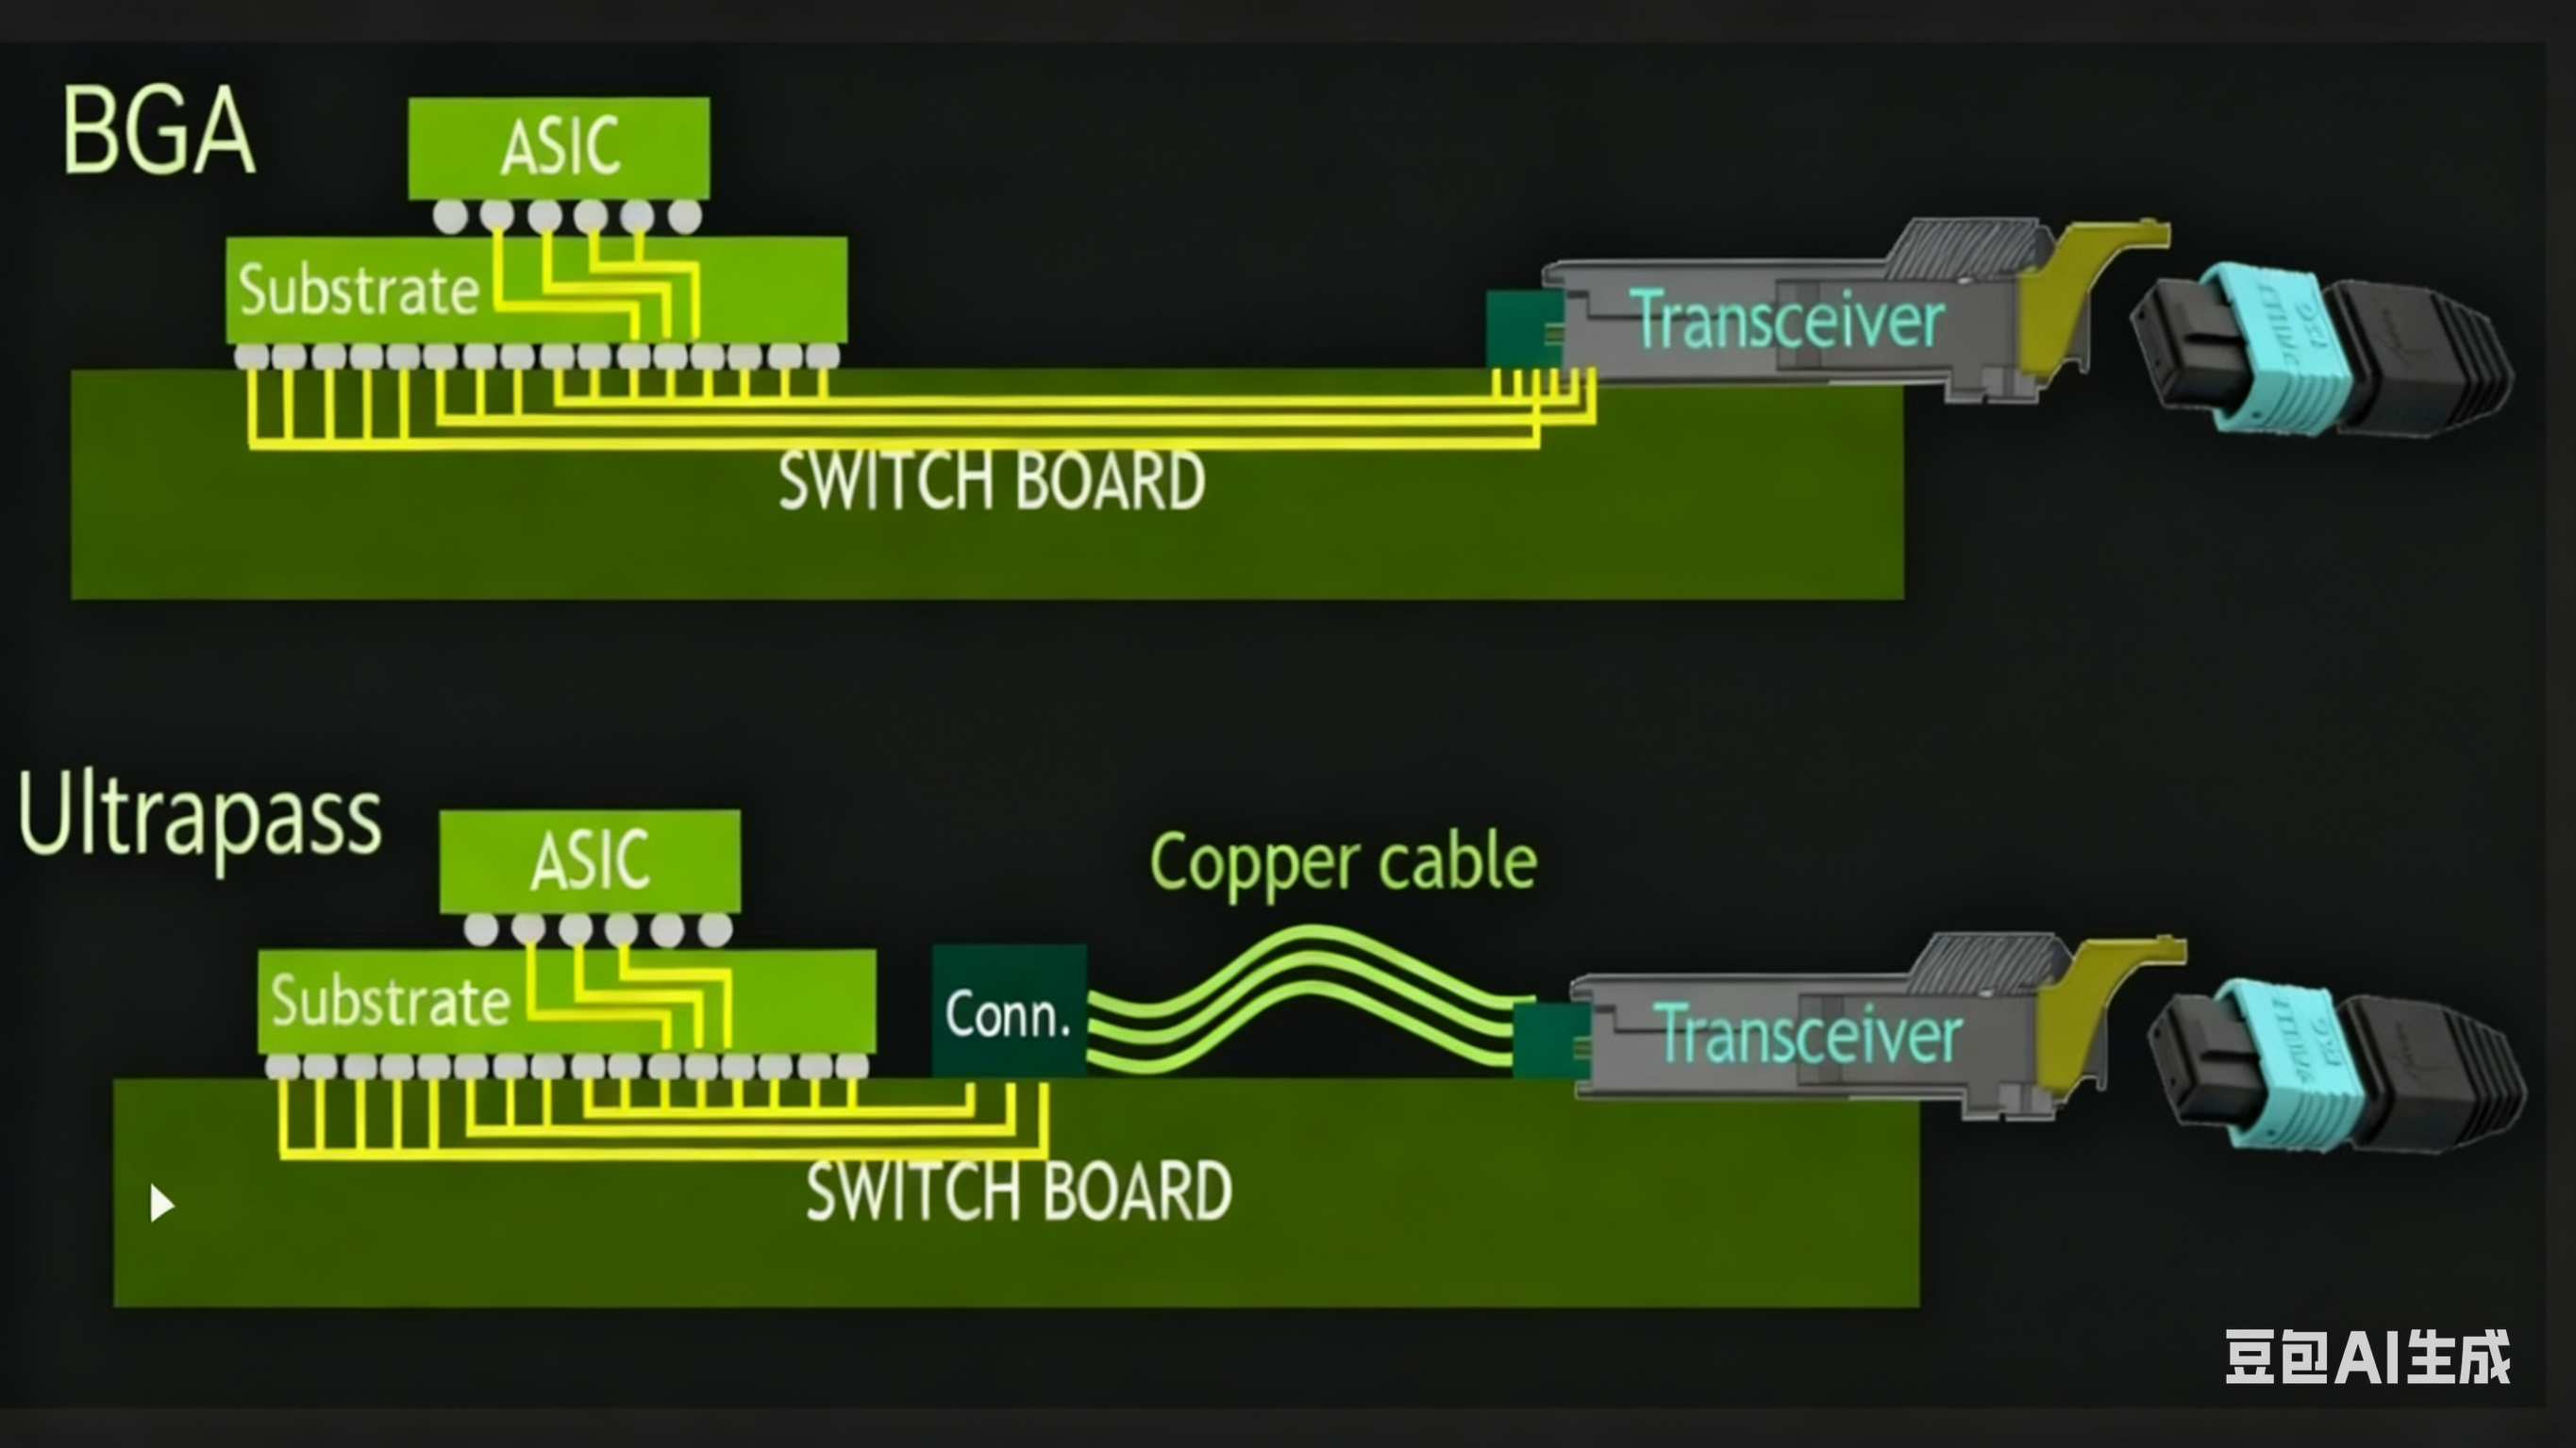 BGA
ASIC
Substrate
Transceiver
SWITCH BOARD
Ultrapass
ASIC
Copper cable
Substrate
Conn.
Transceiver
SWITCH BOARD
豆包AI生成